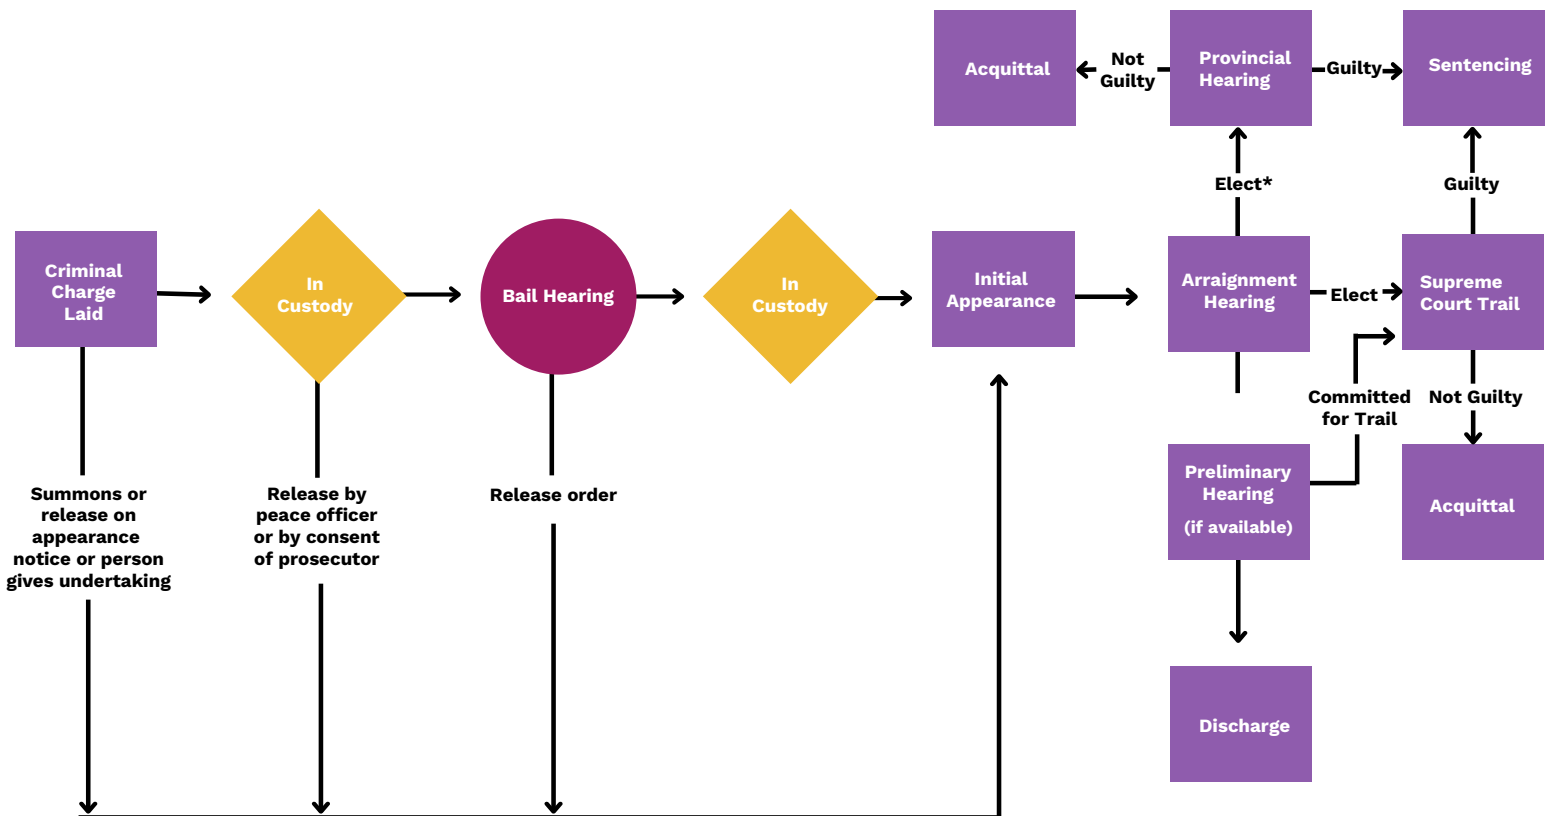 Acquittal
Not
Guilty
Provincial
Hearing
Guilty
Sentencing
Elect*
Guilty
Criminal
Charge
Laid
In
Custody
Bail Hearing
In
Custody
Initial
Appearance
Arraignment
Hearing
Elect
Supreme
Court Trail
Committed
for Trail
Not Guilty
Summons or
release on
appearance
notice or person
gives undertaking
Release by
peace officer
or by consent
of prosecutor
Release order
Preliminary
Hearing
(if available)
Acquittal
Discharge